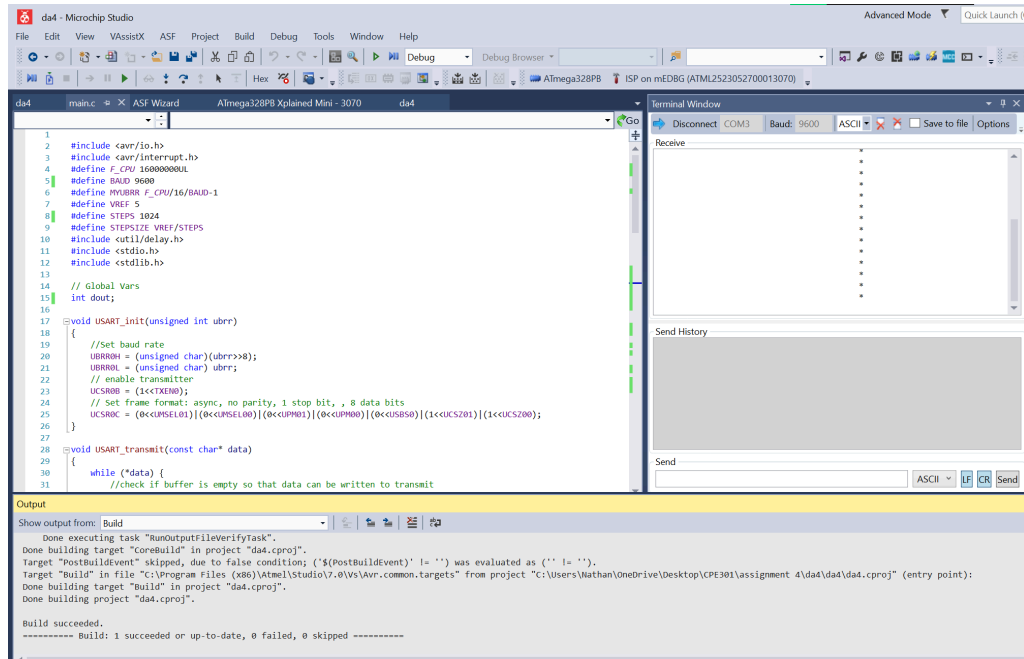 da4 - Microchip Studio
Advanced Mode
Quick Launch (
File Edit View VAssistX ASF Project Build Debug Tools Window Help
Debug Debug Browser
Hex ATmega328PB ISP on mEDBG (ATML2523052700013070)
da4 main.c ASF Wizard ATmega328PB Xplained Mini - 3070 da4
Go
1
2 #include <avr/io.h>
3 #include <avr/interrupt.h>
4 #define F_CPU 16000000UL
5 #define BAUD 9600
6 #define MYUBRR F_CPU/16/BAUD-1
7 #define VREF 5
8 #define STEPS 1024
9 #define STEPSIZE VREF/STEPS
10 #include <util/delay.h>
11 #include <stdio.h>
12 #include <stdlib.h>
13
14 // Global Vars
15 int dout;
16
17 void USART_init(unsigned int ubrr)
18 {
19 //Set baud rate
20 UBRR0H = (unsigned char)(ubrr>>8);
21 UBRR0L = (unsigned char) ubrr;
22 // enable transmitter
23 UCSR0B = (1<<TXEN0);
24 // Set frame format: async, no parity, 1 stop bit, , 8 data bits
25 UCSR0C = (0<<UMSEL01)|(0<<UMSEL00)|(0<<UPM01)|(0<<UPM00)|(0<<USBS0)|(1<<UCSZ01)|(1<<UCSZ00);
26 }
27
28 void USART_transmit(const char* data)
29 {
30 while (*data) {
31 //check if buffer is empty so that data can be written to transmit
Terminal Window
Disconnect COM3 Baud: 9600 ASCII Save to file Options
Receive
*
*
*
*
*
*
*
*
*
*
*
*
*
Send History
Send
ASCII LF CR Send
Output
Show output from: Build
Done executing task "RunOutputFileVerifyTask".
Done building target "CoreBuild" in project "da4.cproj".
Target "PostBuildEvent" skipped, due to false condition; ('$(PostBuildEvent)' != '') was evaluated as ('' != '').
Target "Build" in file "C:\Program Files (x86)\Atmel\Studio\7.0\Vs\Avr.common.targets" from project "C:\Users\Nathan\OneDrive\Desktop\CPE301\assignment 4\da4\da4\da4.cproj" (entry point):
Done building target "Build" in project "da4.cproj".
Done building project "da4.cproj".
Build succeeded.
========== Build: 1 succeeded or up-to-date, 0 failed, 0 skipped ==========